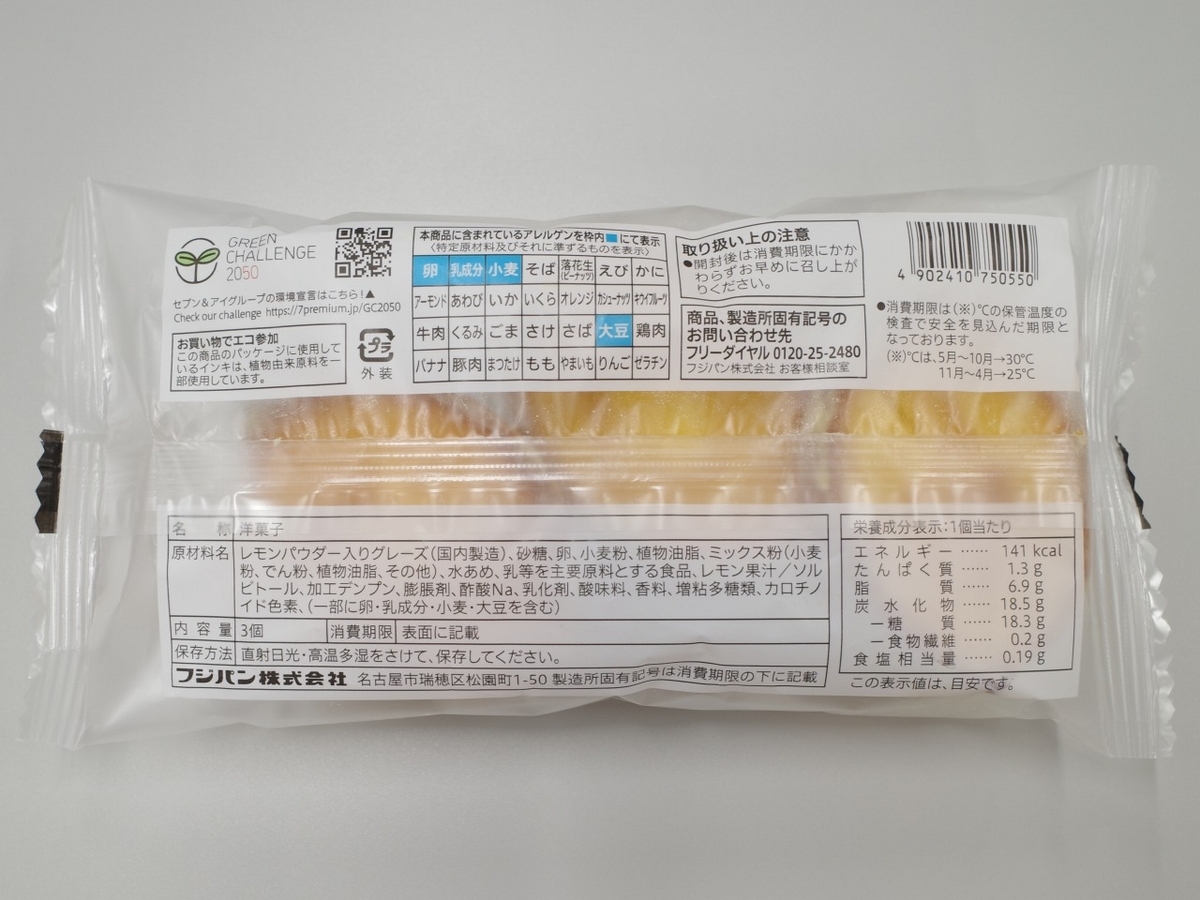 GREEN
CHALLENGE
2050
セブン&アイグループの環境宣言はこちら!▲
Check our challenge https://7premium.jp/GC2050
お買い物でエコ参加
この商品のパッケージに使用して
いるインキは、植物由来原料を一
部使用しています。
プラ
外装
本商品に含まれているアレルゲンを枠内■にて表示
〈特定原材料及びそれに準ずるものを表示〉
卵 乳成分 小麦 そば 落花生(ピーナッツ) えび かに
アーモンド あわび いか いくら オレンジ カシューナッツ キウイフルーツ
牛肉 くるみ ごま さけ さば 大豆 鶏肉
バナナ 豚肉 まつたけ もも やまいも りんご ゼラチン
取り扱い上の注意
●開封後は消費期限にかか
わらずお早めに召し上が
りください。
商品、製造所固有記号の
お問い合わせ先
フリーダイヤル 0120-25-2480
フジパン株式会社 お客様相談室
4 902410 750550
●消費期限は(※)℃の保管温度の
検査で安全を見込んだ期限と
なっております。
(※)℃は、5月〜10月→30℃
11月〜4月→25℃
名称 洋菓子
原材料名 レモンパウダー入りグレーズ(国内製造)、砂糖、卵、小麦粉、植物油脂、ミックス粉(小麦
粉、でん粉、植物油脂、その他)、水あめ、乳等を主要原料とする食品、レモン果汁/ソル
ビトール、加工デンプン、膨脹剤、酢酸Na、乳化剤、酸味料、香料、増粘多糖類、カロチノ
イド色素、(一部に卵・乳成分・小麦・大豆を含む)
内容量 3個 消費期限 表面に記載
保存方法 直射日光・高温多湿をさけて、保存してください。
フジパン株式会社 名古屋市瑞穂区松園町1-50 製造所固有記号は消費期限の下に記載
栄養成分表示:1個当たり
エネルギー …… 141 kcal
たんぱく質 …… 1.3 g
脂質 …… 6.9 g
炭水化物 …… 18.5 g
ー糖質 …… 18.3 g
ー食物繊維 …… 0.2 g
食塩相当量 …… 0.19 g
この表示値は、目安です。